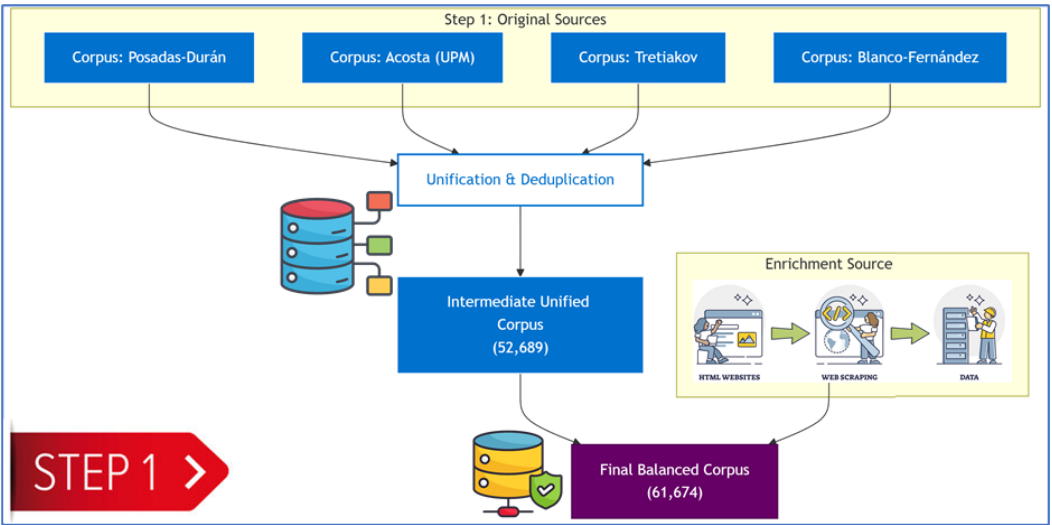 Step 1: Original Sources
Corpus: Posadas-Durán
Corpus: Acosta (UPM)
Corpus: Tretiakov
Corpus: Blanco-Fernández
Unification & Deduplication
Intermediate Unified
Corpus
(52,689)
Enrichment Source
HTML WEBSITES
WEB SCRAPING
DATA
Final Balanced Corpus
(61,674)
STEP 1